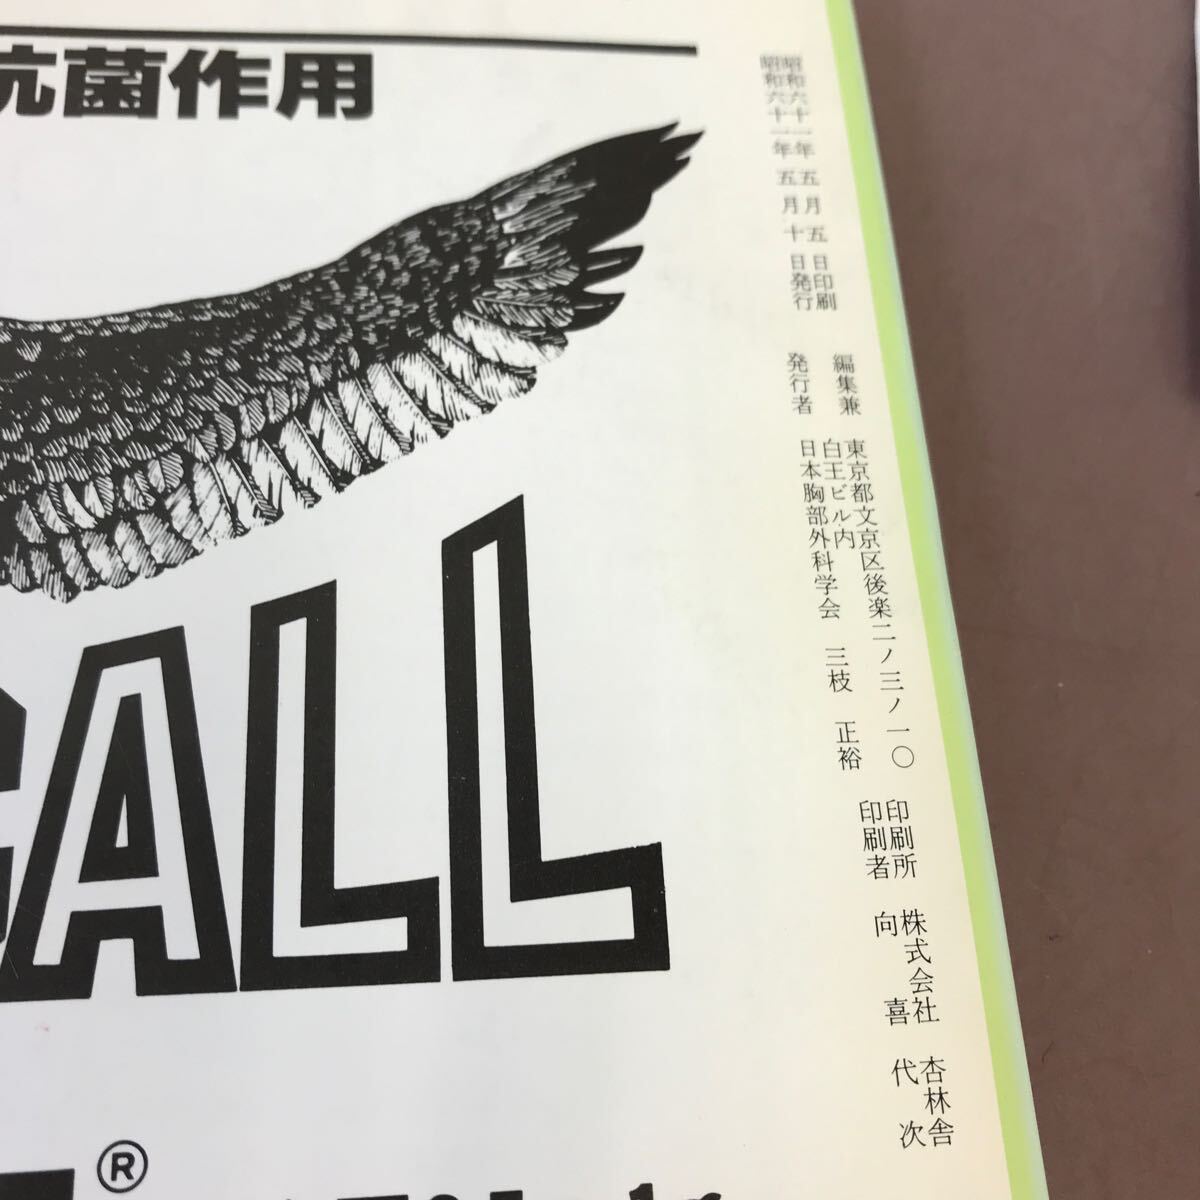 抗菌作用
昭和六十一年五月五日印刷
昭和六十一年五月十日発行
編集兼
発行者
東京都文京区後楽二ノ三ノ一〇
白王ビル内
日本胸部外科学会 三枝 正裕
印刷所 株式会社 杏林舎
印刷者 向 喜代次
ALL
®